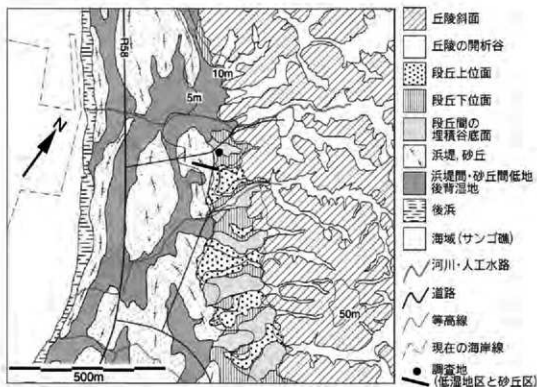 R58
10m
5m
N
50m
500m
丘陵斜面
丘陵の開析谷
段丘上位面
段丘下位面
段丘間の
埋積谷底面
浜堤,砂丘
浜堤間・砂丘間低地
後背湿地
後浜
海域(サンゴ礁)
河川・人工水路
道路
等高線
現在の海岸線
調査地
(低湿地区と砂丘区)